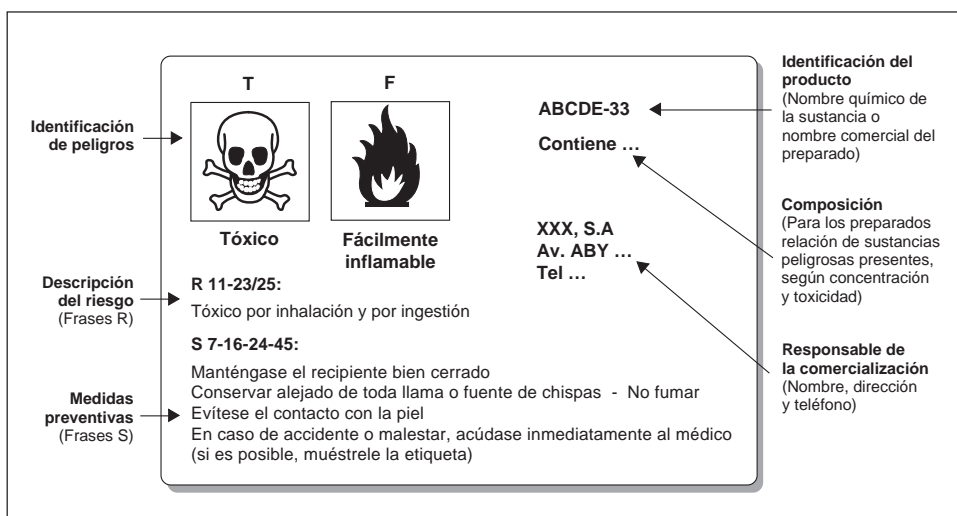 T
F
Identificación
de peligros
Tóxico
Fácilmente
inflamable
ABCDE-33
Contiene ...
XXX, S.A
Av. ABY ...
Tel ...
Identificación del
producto
(Nombre químico de
la sustancia o
nombre comercial del
preparado)
Composición
(Para los preparados
relación de sustancias
peligrosas presentes,
según concentración
y toxicidad)
Responsable de
la comercialización
(Nombre, dirección
y teléfono)
Descripción
del riesgo
(Frases R)
R 11-23/25:
Tóxico por inhalación y por ingestión
Medidas
preventivas
(Frases S)
S 7-16-24-45:
Manténgase el recipiente bien cerrado
Conservar alejado de toda llama o fuente de chispas - No fumar
Evítese el contacto con la piel
En caso de accidente o malestar, acúdase inmediatamente al médico
(si es posible, muéstrele la etiqueta)